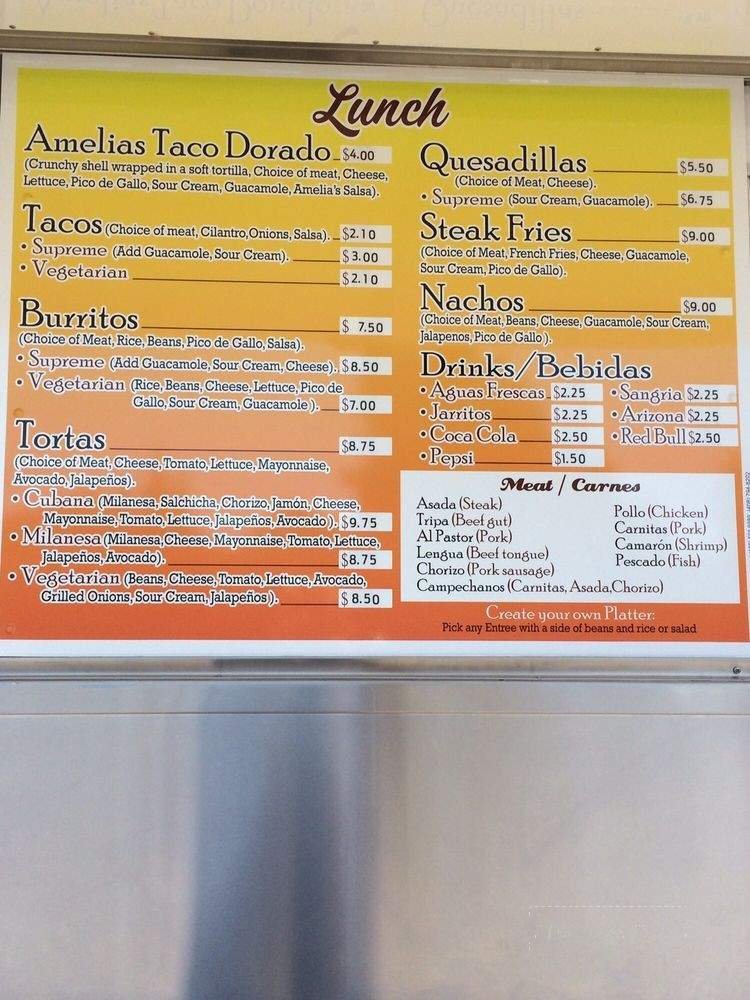 Lunch
Amelias Taco Dorado $4.00
(Crunchy shell wrapped in a soft tortilla, Choice of meat, Cheese,
Lettuce, Pico de Gallo, Sour Cream, Guacamole, Amelia's Salsa).
Tacos (Choice of meat, Cilantro, Onions, Salsa). $2.10
• Supreme (Add Guacamole, Sour Cream). $3.00
• Vegetarian $2.10
Burritos $ 7.50
(Choice of Meat, Rice, Beans, Pico de Gallo, Salsa).
• Supreme (Add Guacamole, Sour Cream, Cheese). $8.50
• Vegetarian (Rice, Beans, Cheese, Lettuce, Pico de
Gallo, Sour Cream, Guacamole ). $7.00
Tortas $8.75
(Choice of Meat, Cheese, Tomato, Lettuce, Mayonnaise,
Avocado, Jalapeños).
• Cubana (Milanesa, Salchicha, Chorizo, Jamón, Cheese,
Mayonnaise, Tomato, Lettuce, Jalapeños, Avocado ). $9.75
• Milanesa (Milanesa, Cheese, Mayonnaise, Tomato, Lettuce,
Jalapeños, Avocado). $8.75
• Vegetarian (Beans, Cheese, Tomato, Lettuce, Avocado,
Grilled Onions, Sour Cream, Jalapeños ). $ 8.50
Quesadillas $5.50
(Choice of Meat, Cheese).
• Supreme (Sour Cream, Guacamole). $6.75
Steak Fries $9.00
(Choice of Meat, French Fries, Cheese, Guacamole,
Sour Cream, Pico de Gallo).
Nachos $9.00
(Choice of Meat, Beans, Cheese, Guacamole, Sour Cream,
Jalapenos, Pico de Gallo ).
Drinks/Bebidas
• Aguas Frescas $2.25 • Sangria $2.25
• Jarritos $2.25 • Arizona $2.25
• Coca Cola $2.50 • Red Bull $2.50
• Pepsi $1.50
Meat / Carnes
Asada (Steak)
Tripa (Beef gut)
Al Pastor (Pork)
Lengua (Beef tongue)
Chorizo (Pork sausage)
Campechanos (Carnitas, Asada, Chorizo)
Pollo (Chicken)
Carnitas (Pork)
Camarón (Shrimp)
Pescado (Fish)
Create your own Platter:
Pick any Entree with a side of beans and rice or salad